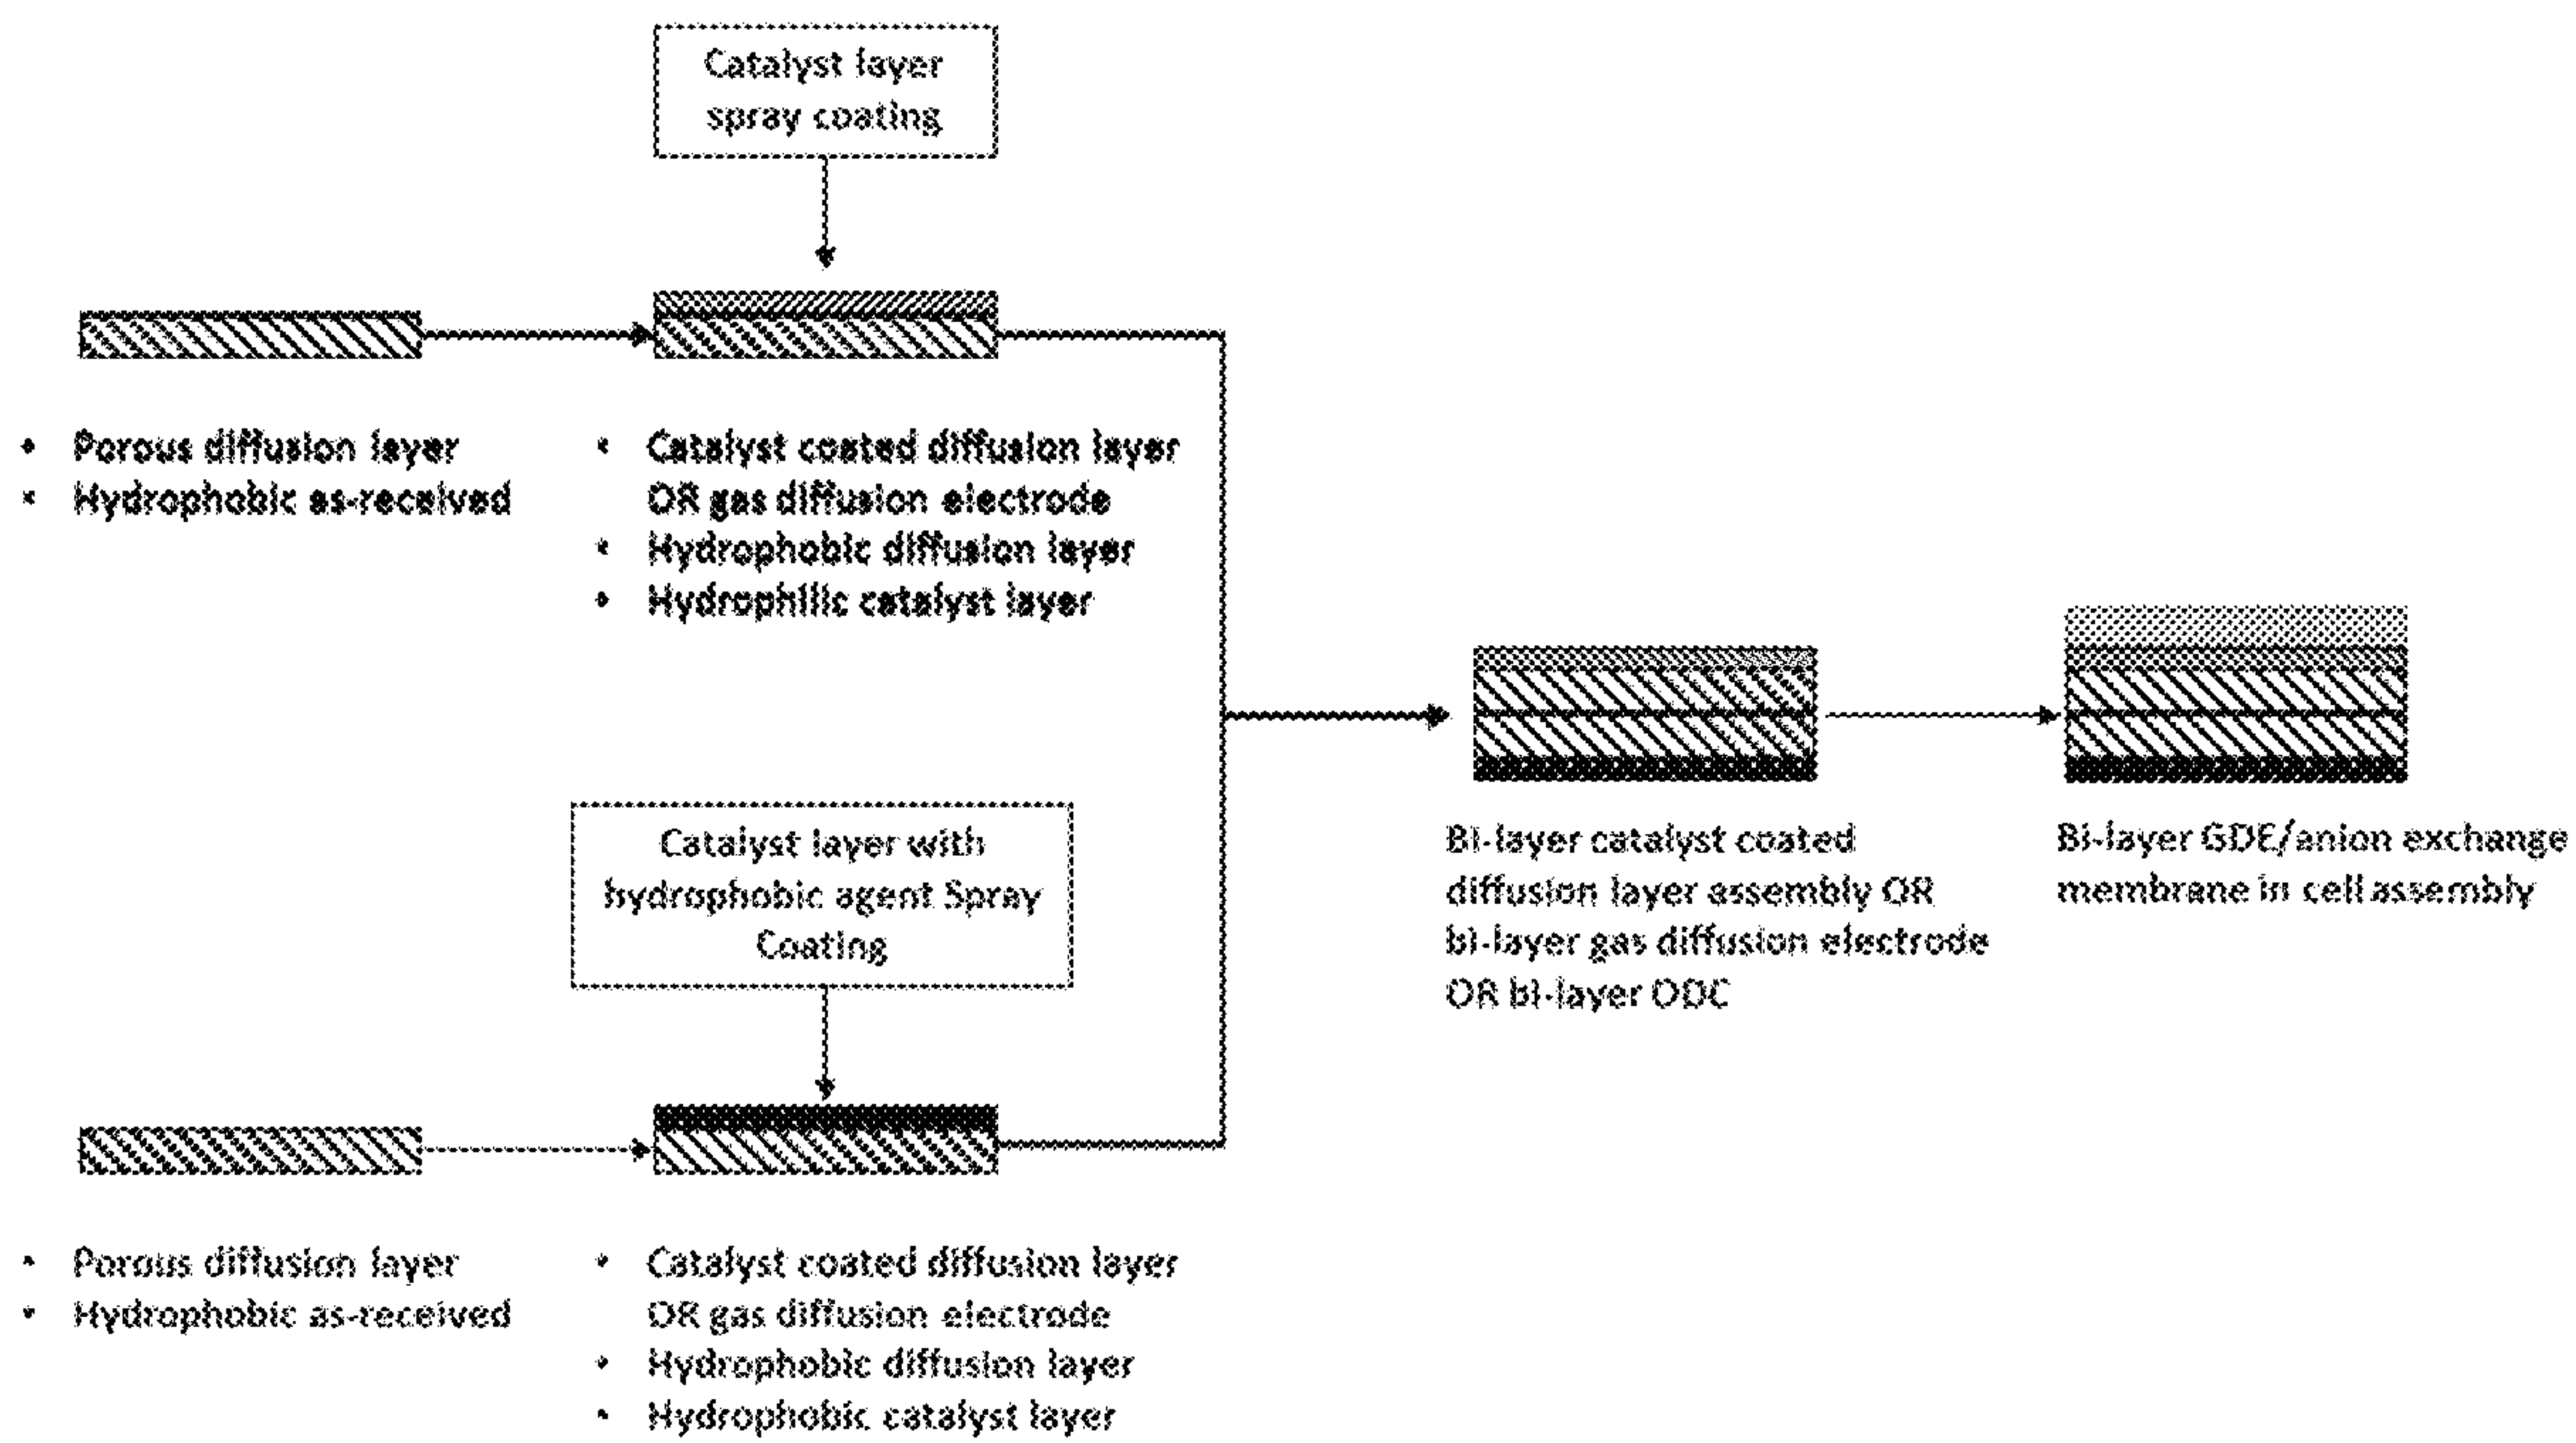 Catalyst layer
spray coating
• Porous diffusion layer
• Hydrophobic as-received
• Catalyst coated diffusion layer
OR gas diffusion electrode
• Hydrophobic diffusion layer
• Hydrophilic catalyst layer
Catalyst layer with
hydrophobic agent Spray
Coating
Bi-layer catalyst coated
diffusion layer assembly OR
bi-layer gas diffusion electrode
OR bi-layer ODC
Bi-layer GDE/anion exchange
membrane in cell assembly
• Porous diffusion layer
• Hydrophobic as-received
• Catalyst coated diffusion layer
OR gas diffusion electrode
• Hydrophobic diffusion layer
• Hydrophobic catalyst layer